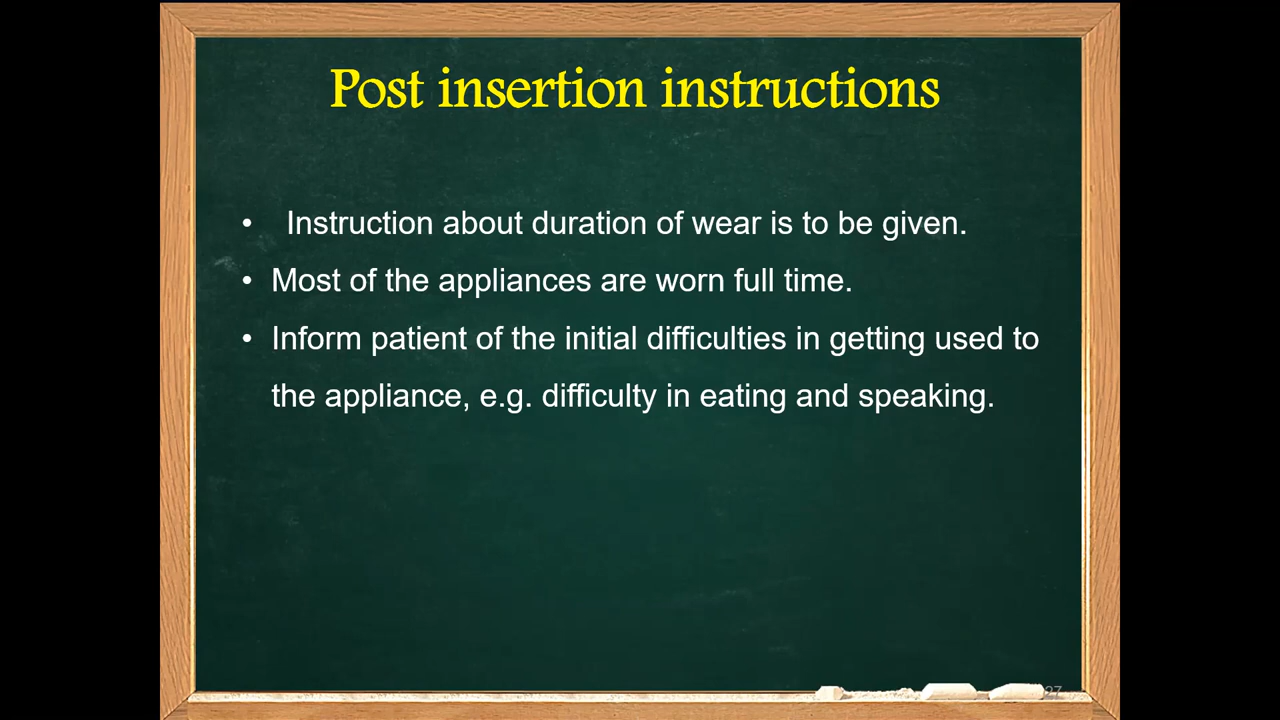 Post insertion instructions
• Instruction about duration of wear is to be given.
• Most of the appliances are worn full time.
• Inform patient of the initial difficulties in getting used to
the appliance, e.g. difficulty in eating and speaking.
27